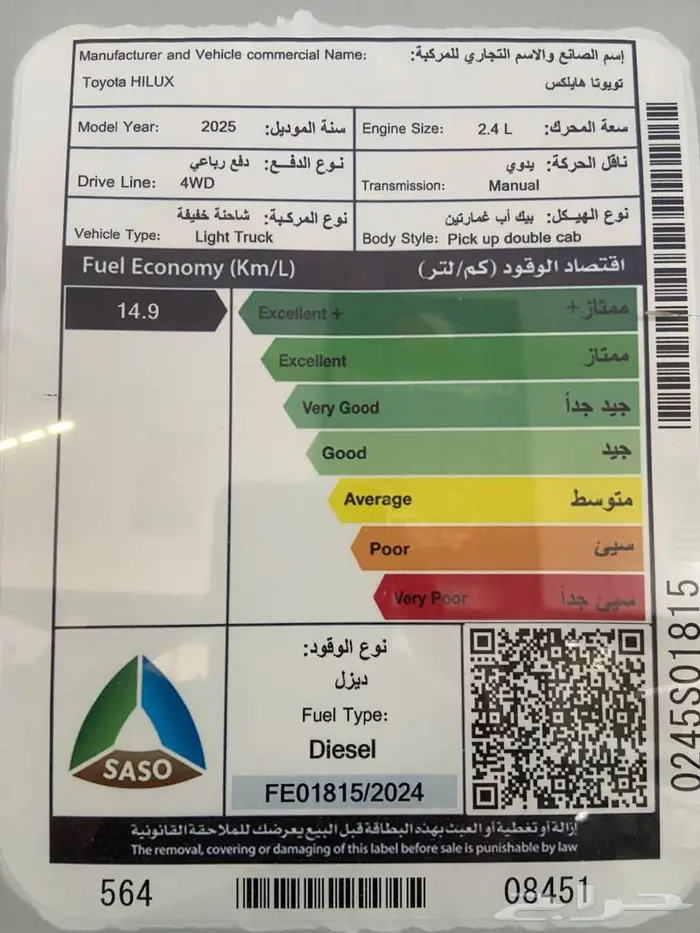 Manufacturer and Vehicle commercial Name: إسم الصانع والاسم التجاري للمركبة:
Toyota HILUX تويوتا هايلكس
Model Year: 2025 سنة الموديل:
Engine Size: 2.4 L سعة المحرك:
نوع الدفـــع: دفع رباعي
Drive Line: 4WD
ناقل الحركة: يدوي
Transmission: Manual
نوع المركبة: شاحنة خفيفة
Vehicle Type: Light Truck
نوع الهيكل: بيك أب غمارتين
Body Style: Pick up double cab
Fuel Economy (Km/L) اقتصاد الوقود (كم/لتر)
14.9
Excellent + ممتاز +
Excellent ممتاز
Very Good جيد جداً
Good جيد
Average متوسط
Poor سيئ
Very Poor سيئ جداً
نوع الوقود:
ديزل
Fuel Type:
Diesel
FE01815/2024
SASO
إزالة أو تغطية أو العبث بهذه البطاقة قبل البيع يعرضك للملاحقة القانونية
The removal, covering or damaging of this label before sale is punishable by law
564
08451
0245S01815
حراج